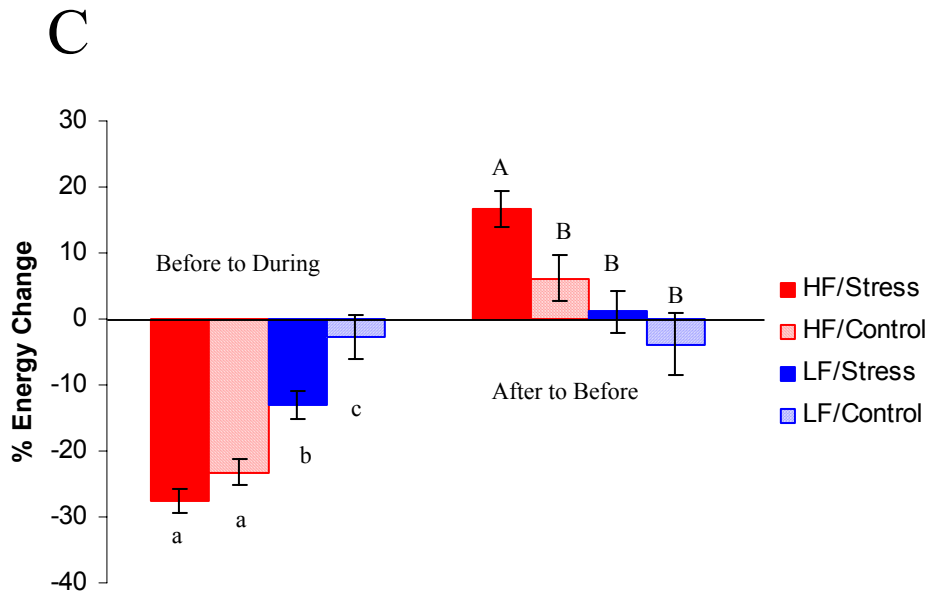 C
% Energy Change
30
20
10
0
-10
-20
-30
-40
Before to During
a
a
b
c
A
B
B
B
After to Before
HF/Stress
HF/Control
LF/Stress
LF/Control